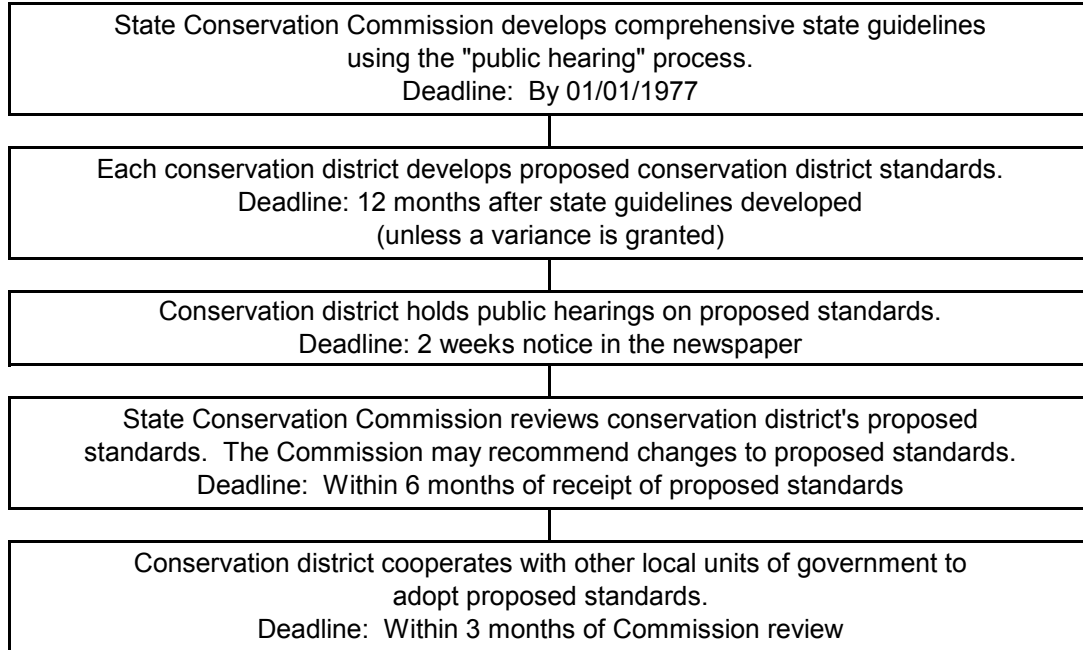 State Conservation Commission develops comprehensive state guidelines
using the "public hearing" process.
Deadline:  By 01/01/1977
Each conservation district develops proposed conservation district standards.
Deadline: 12 months after state guidelines developed
(unless a variance is granted)
Conservation district holds public hearings on proposed standards.
Deadline: 2 weeks notice in the newspaper
State Conservation Commission reviews conservation district's proposed
standards.  The Commission may recommend changes to proposed standards.
Deadline:  Within 6 months of receipt of proposed standards
Conservation district cooperates with other local units of government to
adopt proposed standards.
Deadline:  Within 3 months of Commission review